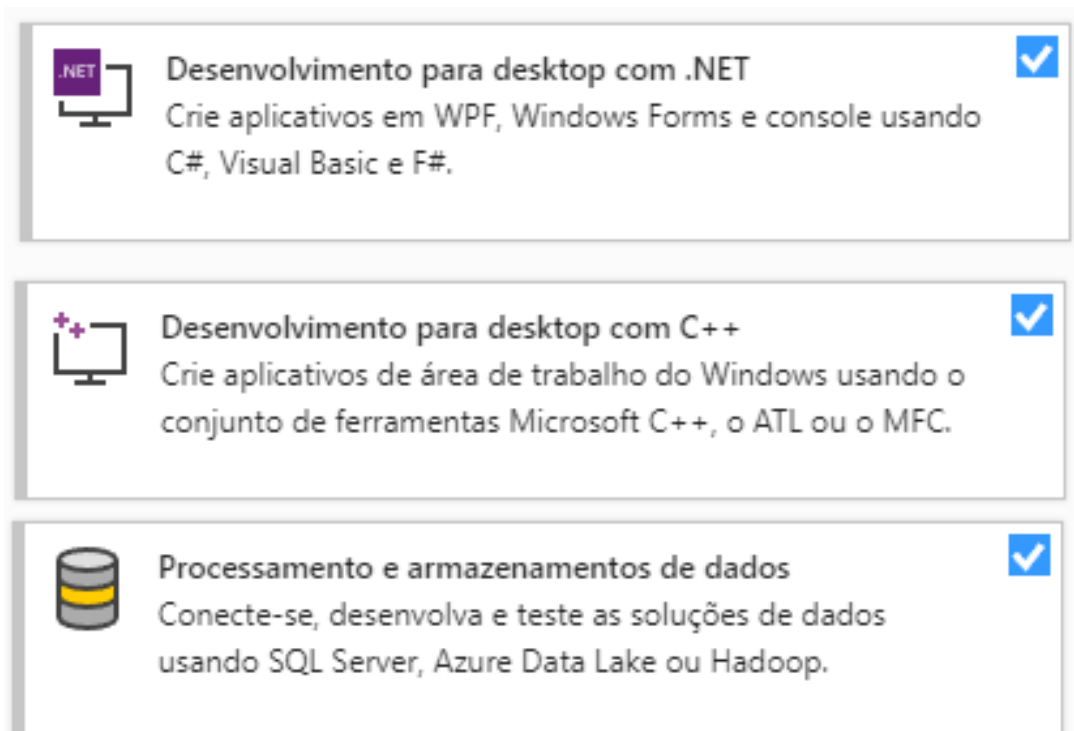 .NET
Desenvolvimento para desktop com .NET
Crie aplicativos em WPF, Windows Forms e console usando
C#, Visual Basic e F#.
Desenvolvimento para desktop com C++
Crie aplicativos de área de trabalho do Windows usando o
conjunto de ferramentas Microsoft C++, o ATL ou o MFC.
Processamento e armazenamentos de dados
Conecte-se, desenvolva e teste as soluções de dados
usando SQL Server, Azure Data Lake ou Hadoop.